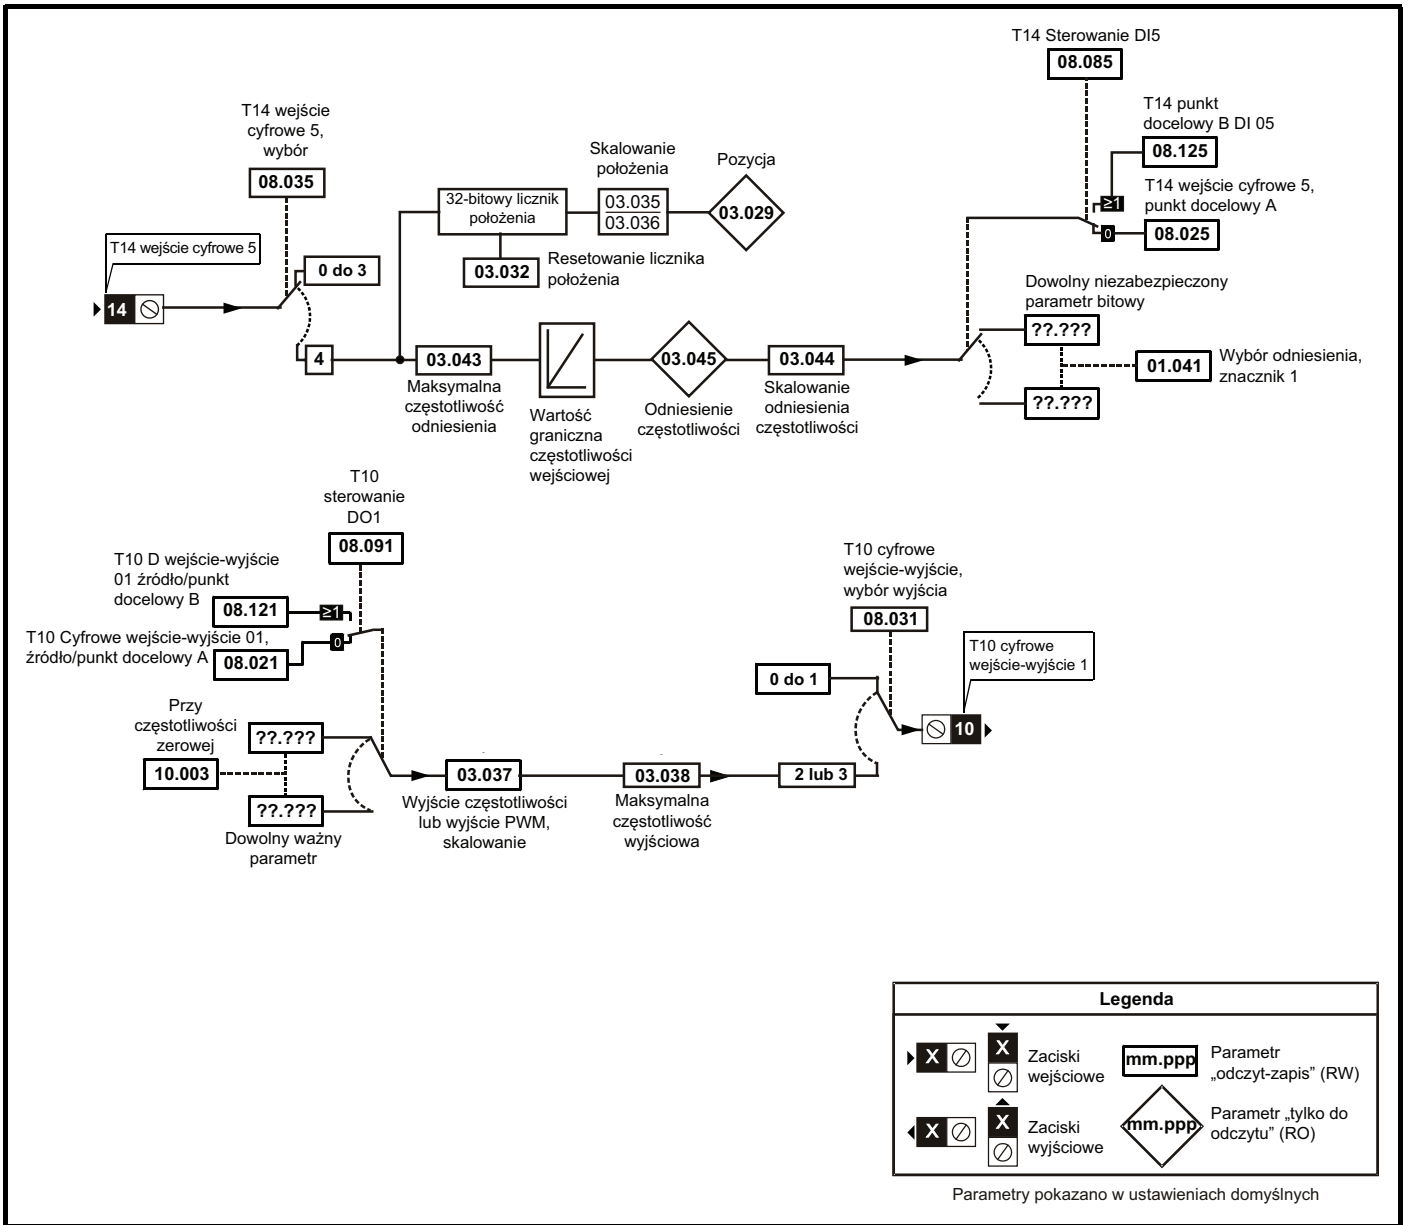 T14 Sterowanie DI5
08.085
T14 wejście
cyfrowe 5,
wybór
08.035
T14 punkt
docelowy B DI 05
08.125
T14 wejście cyfrowe 5,
punkt docelowy A
08.025
≥1
0
Skalowanie
położenia
Pozycja
32-bitowy licznik
położenia
03.035
03.036
03.029
03.032
Resetowanie licznika
położenia
T14 wejście cyfrowe 5
14
0 do 3
4
03.043
Maksymalna
częstotliwość
odniesienia
Wartość
graniczna
częstotliwości
wejściowej
03.045
Odniesienie
częstotliwości
03.044
Skalowanie
odniesienia
częstotliwości
Dowolny niezabezpieczony
parametr bitowy
??.???
01.041
Wybór odniesienia,
znacznik 1
??.???
T10
sterowanie
DO1
08.091
T10 D wejście-wyjście
01 źródło/punkt
docelowy B
08.121
≥1
T10 Cyfrowe wejście-wyjście 01,
źródło/punkt docelowy A
08.021
0
Przy
częstotliwości
zerowej
10.003
??.???
??.???
Dowolny ważny
parametr
03.037
Wyjście częstotliwości
lub wyjście PWM,
skalowanie
03.038
Maksymalna
częstotliwość
wyjściowa
2 lub 3
0 do 1
T10 cyfrowe
wejście-wyjście,
wybór wyjścia
08.031
T10 cyfrowe
wejście-wyjście 1
10
Legenda
X
X
Zaciski
wejściowe
mm.ppp
Parametr
„odczyt-zapis” (RW)
X
X
Zaciski
wyjściowe
mm.ppp
Parametr „tylko do
odczytu” (RO)
Parametry pokazano w ustawieniach domyślnych